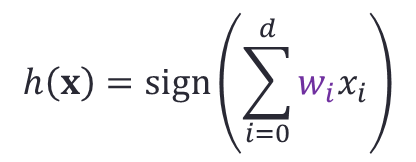 h(x) = sign(∑_{i=0}^{d} w_i x_i)